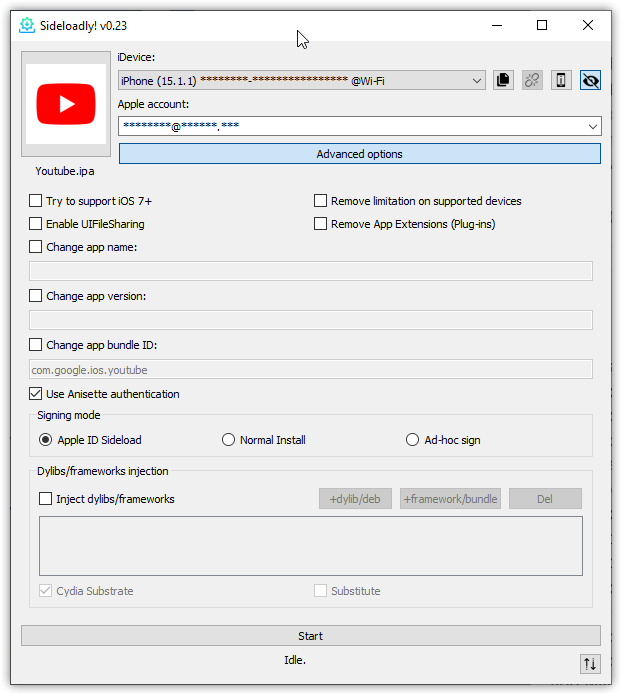 Sideloadly! v0.23
iDevice:
iPhone (15.1.1) ********-**************** @Wi-Fi
Apple account:
********@******.***
Advanced options
Youtube.ipa
Try to support iOS 7+
Remove limitation on supported devices
Enable UIFileSharing
Remove App Extensions (Plug-ins)
Change app name:
Change app version:
Change app bundle ID:
com.google.ios.youtube
Use Anisette authentication
Signing mode
Apple ID Sideload
Normal Install
Ad-hoc sign
Dylibs/frameworks injection
Inject dylibs/frameworks
+dylib/deb
+framework/bundle
Del
Cydia Substrate
Substitute
Start
Idle.